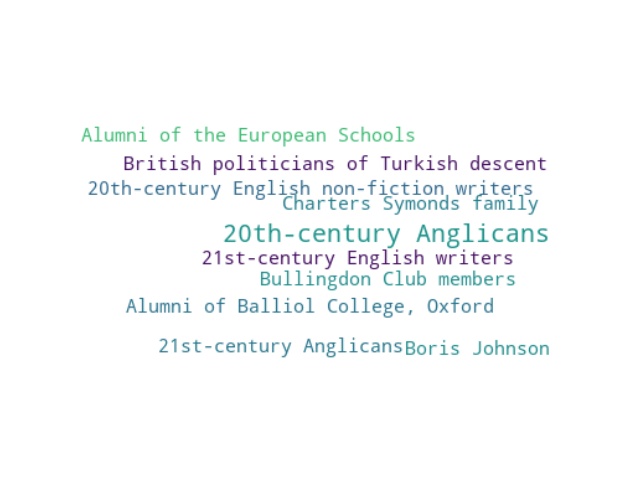 Alumni of the European Schools
British politicians of Turkish descent
20th-century English non-fiction writers
Charters Symonds family
20th-century Anglicans
21st-century English writers
Bullingdon Club members
Alumni of Balliol College, Oxford
21st-century Anglicans
Boris Johnson